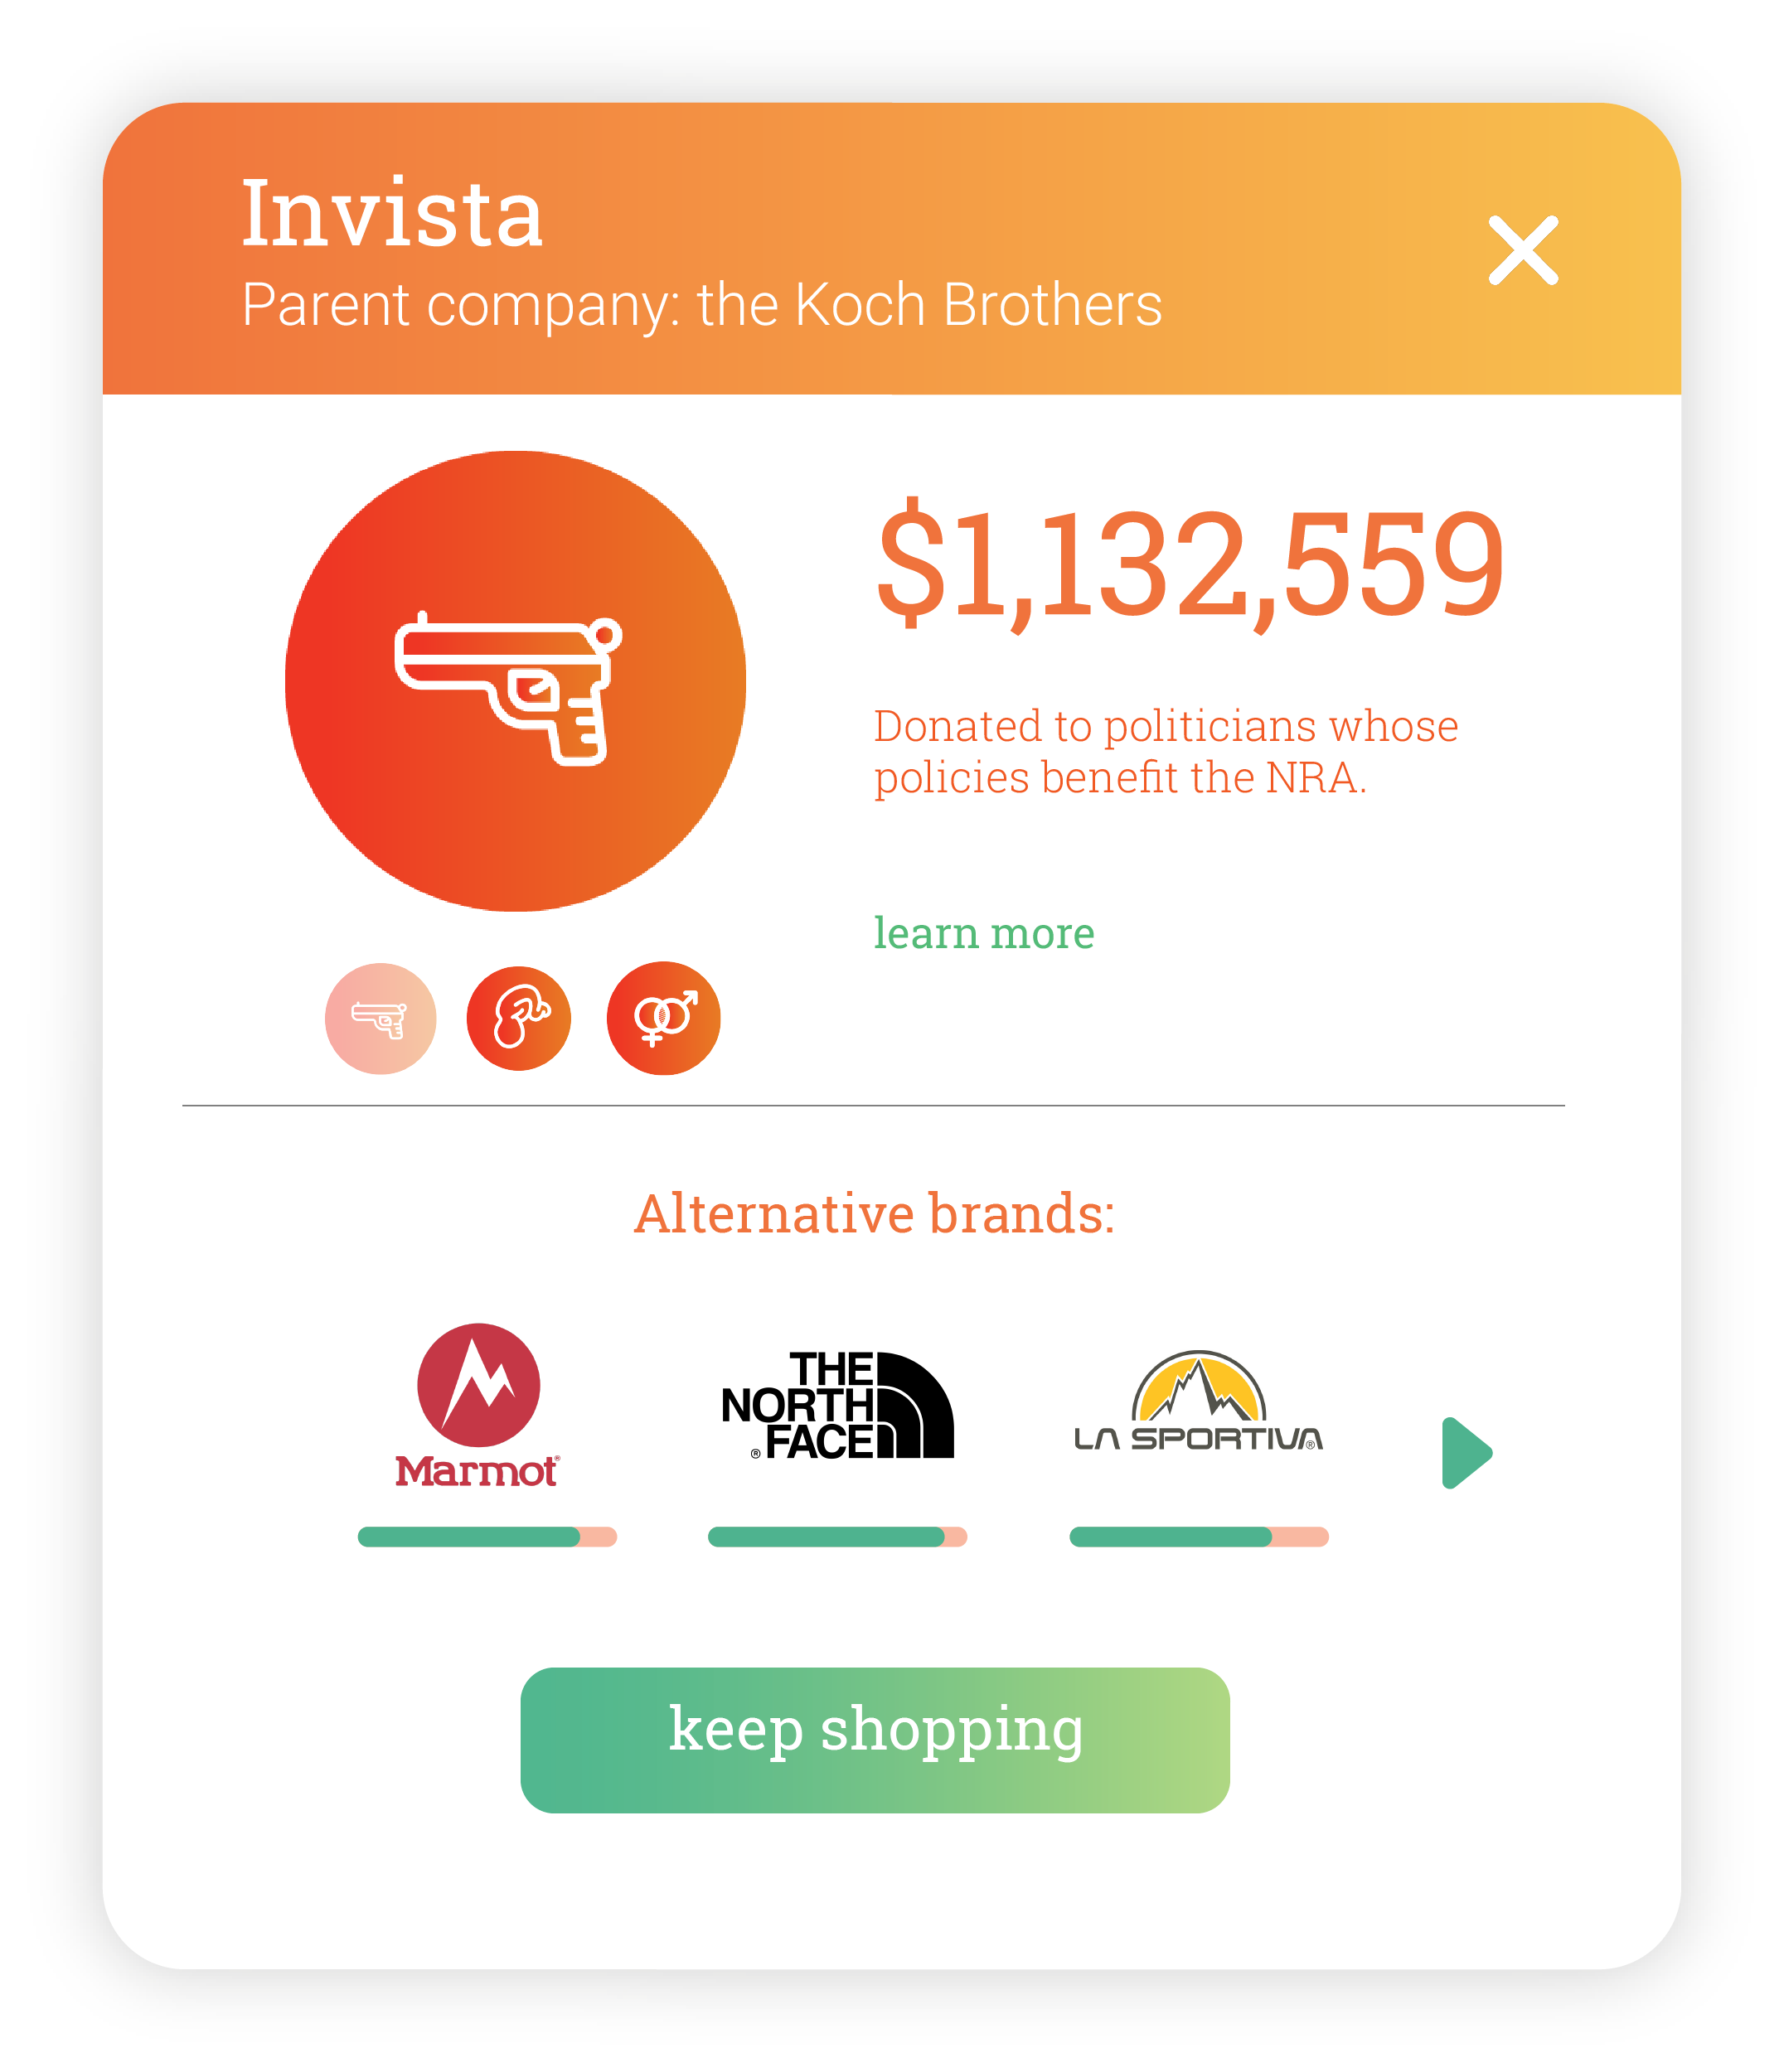 Invista
Parent company: the Koch Brothers
$1,132,559
Donated to politicians whose
policies benefit the NRA.
learn more
Alternative brands:
Marmot®
THE
NORTH
® FACE
LA SPORTIVA®
keep shopping